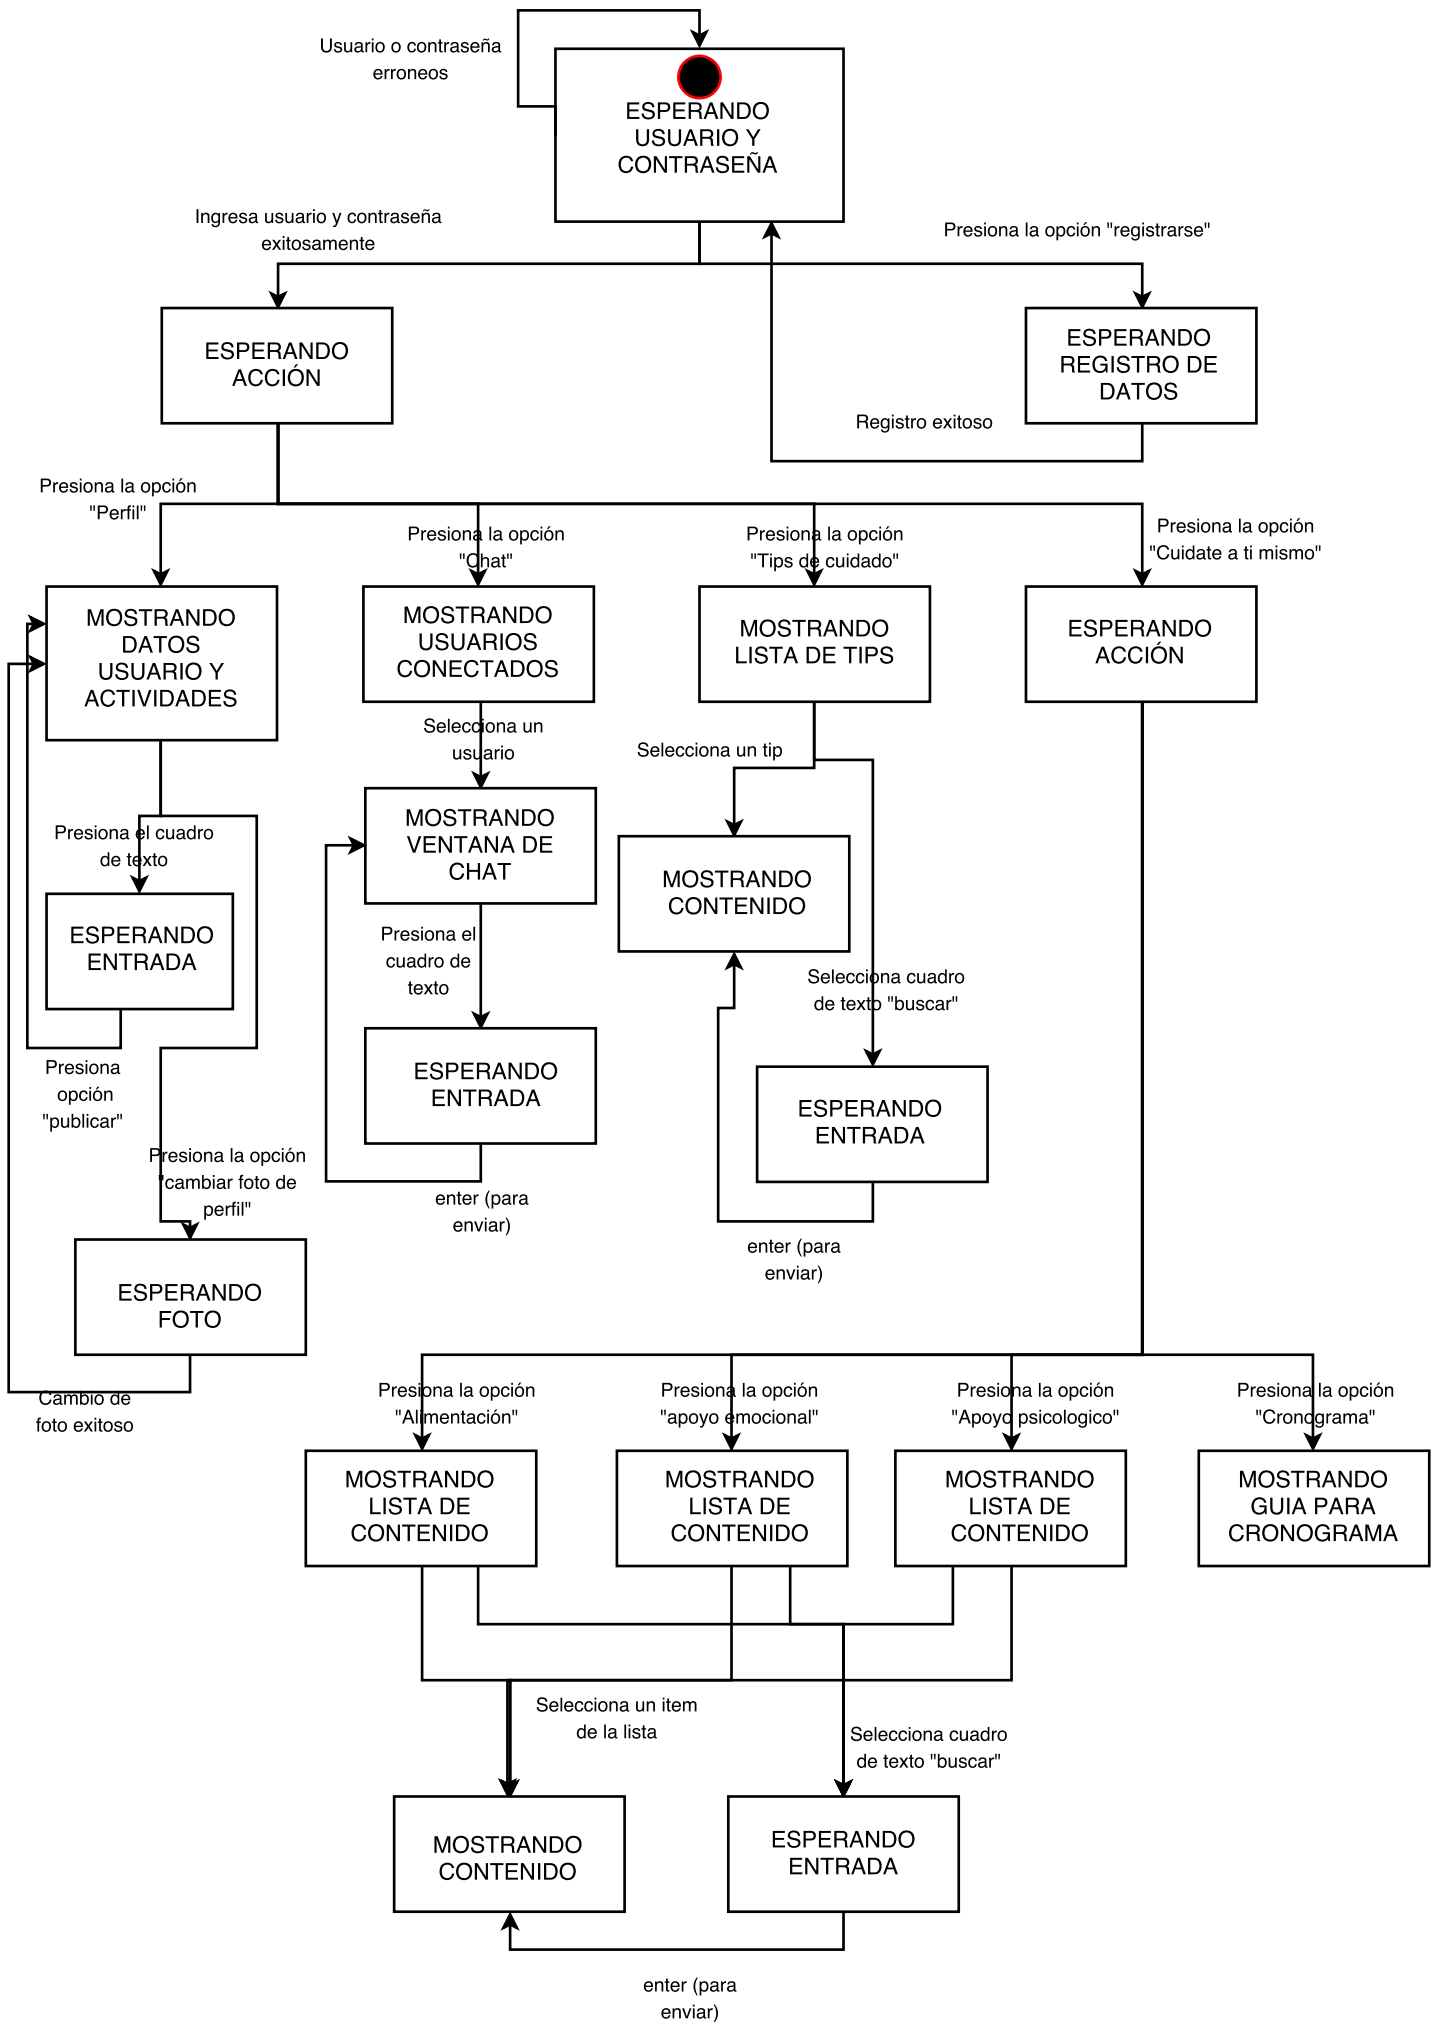 Usuario o contraseña
erroneos
ESPERANDO
USUARIO Y
CONTRASEÑA
Ingresa usuario y contraseña
exitosamente
Presiona la opción "registrarse"
ESPERANDO
ACCIÓN
ESPERANDO
REGISTRO DE
DATOS
Registro exitoso
Presiona la opción
"Perfil"
Presiona la opción
"Chat"
Presiona la opción
"Tips de cuidado"
Presiona la opción
"Cuidate a ti mismo"
MOSTRANDO
DATOS
USUARIO Y
ACTIVIDADES
MOSTRANDO
USUARIOS
CONECTADOS
MOSTRANDO
LISTA DE TIPS
ESPERANDO
ACCIÓN
Selecciona un
usuario
Selecciona un tip
Presiona el cuadro
de texto
MOSTRANDO
VENTANA DE
CHAT
MOSTRANDO
CONTENIDO
ESPERANDO
ENTRADA
Presiona el
cuadro de
texto
Selecciona cuadro
de texto "buscar"
Presiona
opción
"publicar"
ESPERANDO
ENTRADA
ESPERANDO
ENTRADA
Presiona la opción
"cambiar foto de
perfil"
enter (para
enviar)
enter (para
enviar)
ESPERANDO
FOTO
Cambio de
foto exitoso
Presiona la opción
"Alimentación"
Presiona la opción
"apoyo emocional"
Presiona la opción
"Apoyo psicologico"
Presiona la opción
"Cronograma"
MOSTRANDO
LISTA DE
CONTENIDO
MOSTRANDO
LISTA DE
CONTENIDO
MOSTRANDO
LISTA DE
CONTENIDO
MOSTRANDO
GUIA PARA
CRONOGRAMA
Selecciona un item
de la lista
Selecciona cuadro
de texto "buscar"
MOSTRANDO
CONTENIDO
ESPERANDO
ENTRADA
enter (para
enviar)